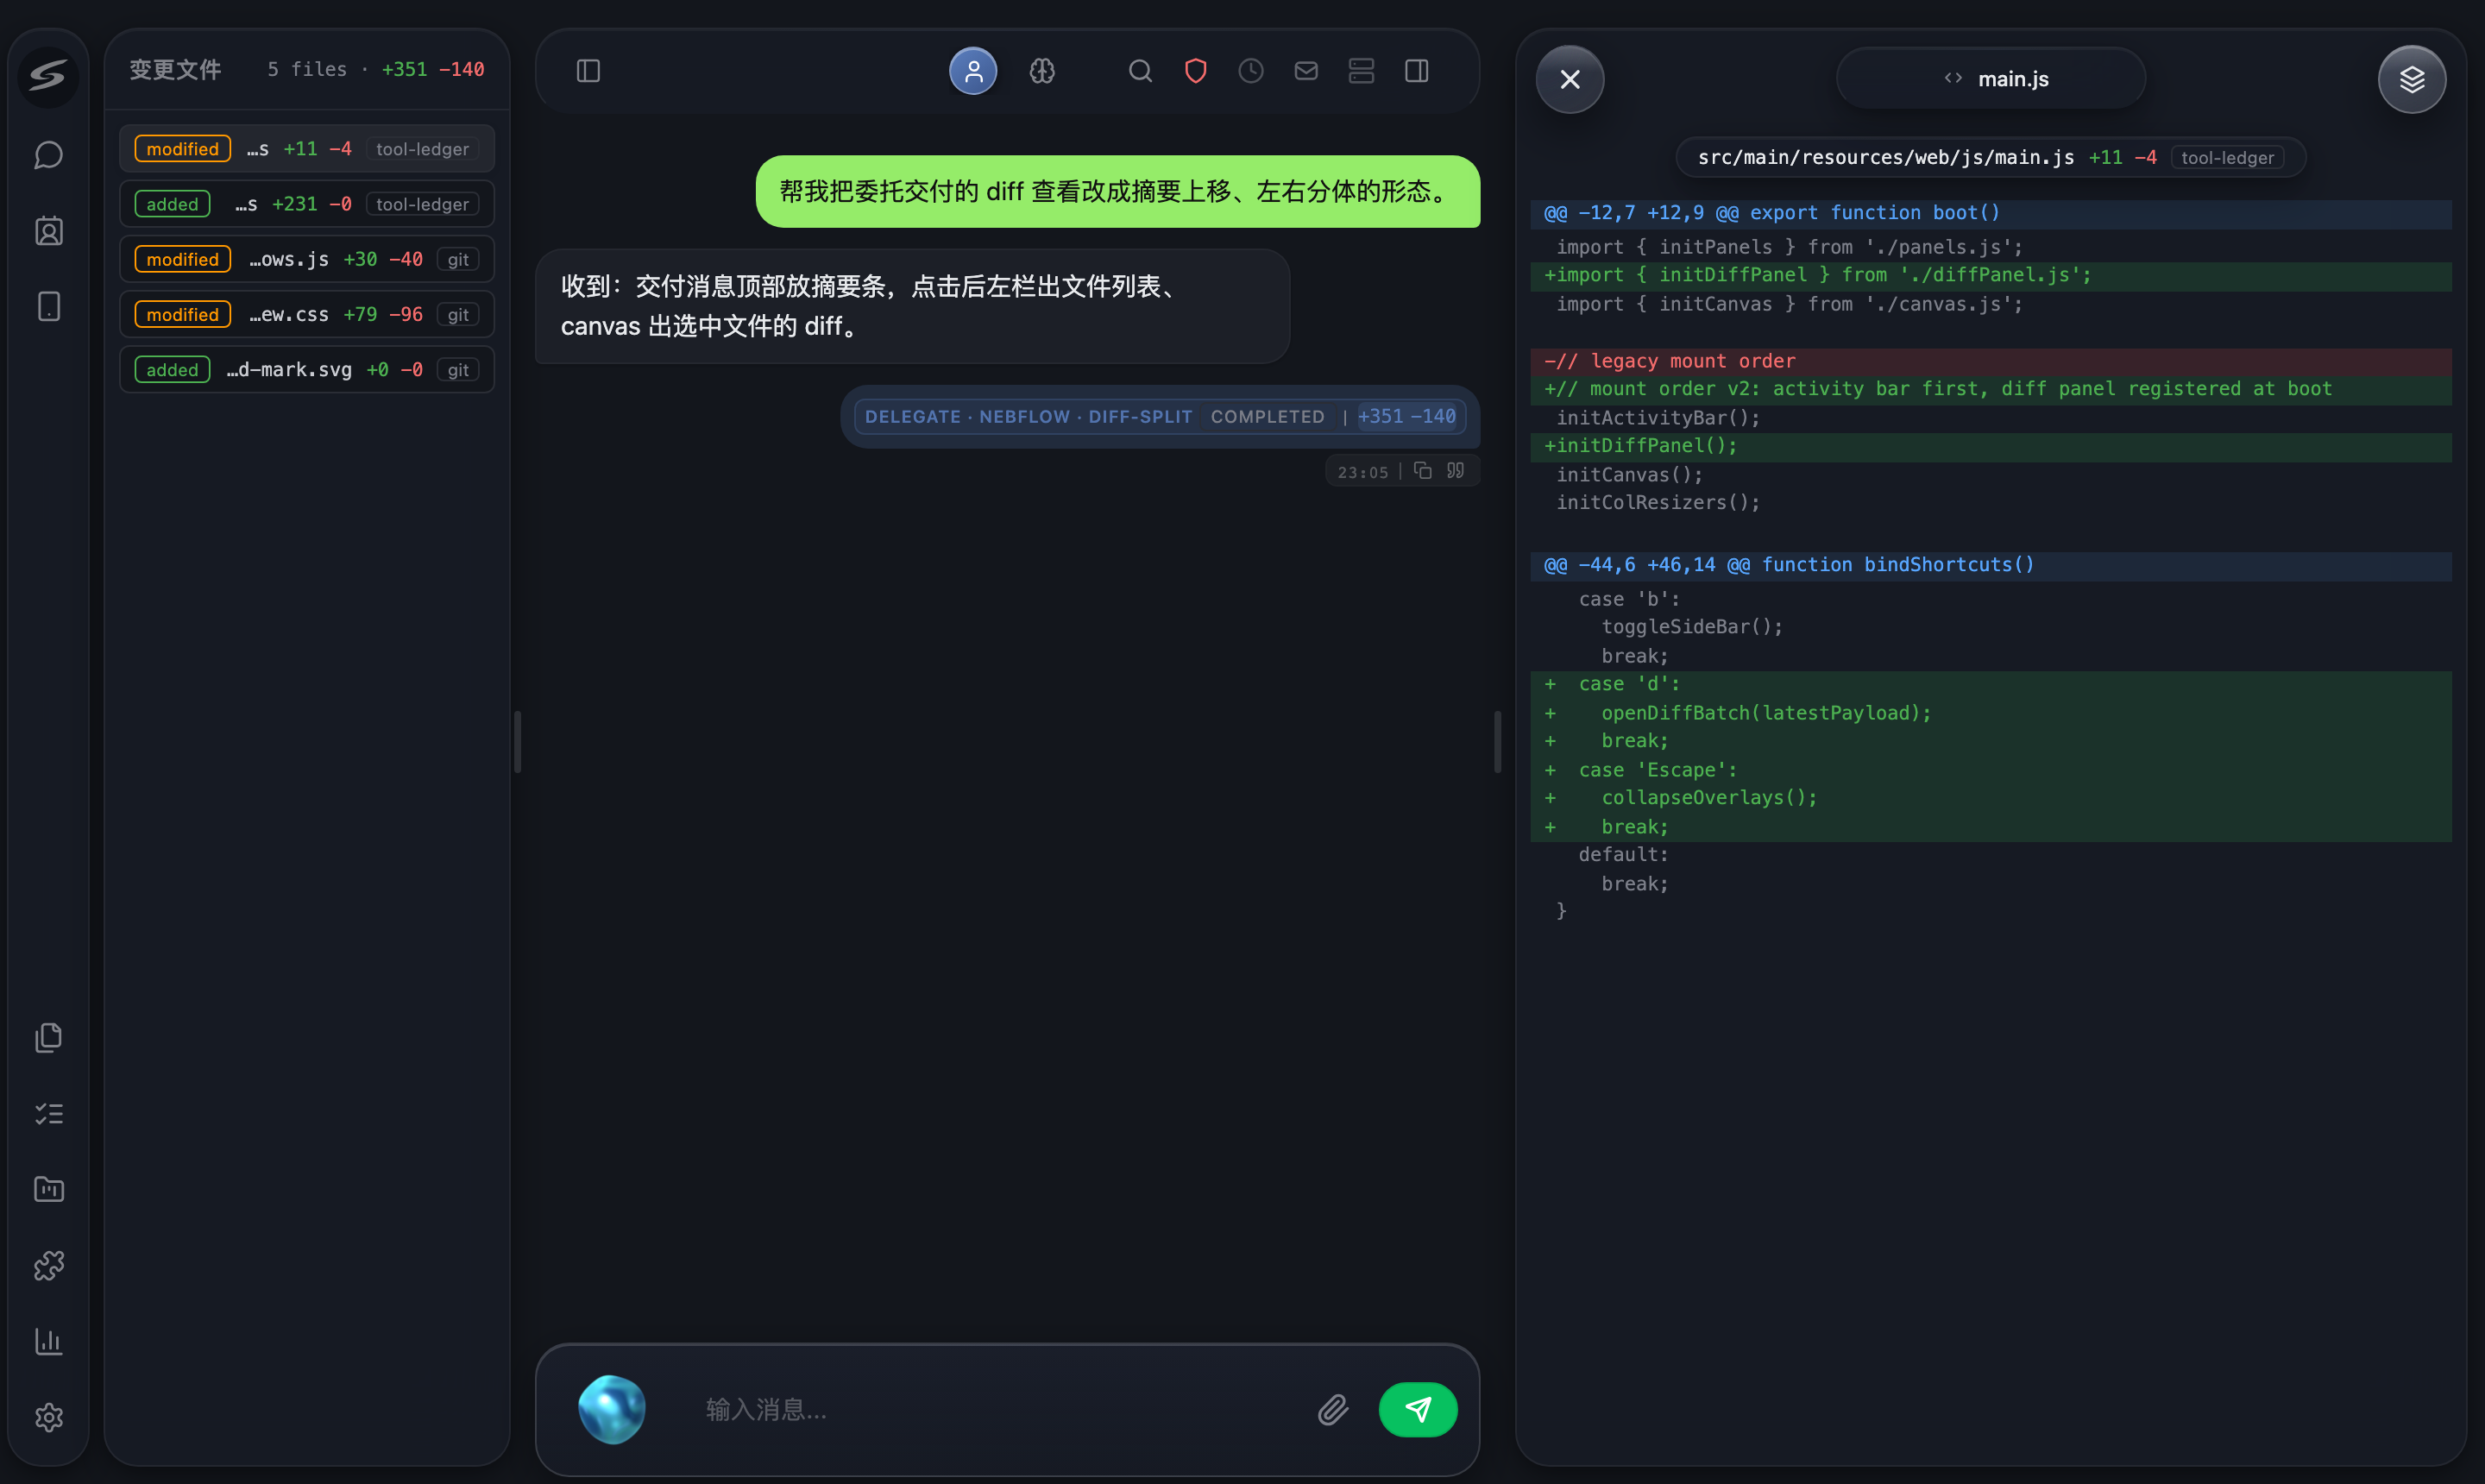 变更文件 5 files · +351 −140
modified …s +11 −4 tool-ledger
added …s +231 −0 tool-ledger
modified …ows.js +30 −40 git
modified …ew.css +79 −96 git
added …d-mark.svg +0 −0 git
帮我把委托交付的 diff 查看改成摘要上移、左右分体的形态。
收到：交付消息顶部放摘要条，点击后左栏出文件列表、
canvas 出选中文件的 diff。
DELEGATE · NEBFLOW · DIFF-SPLIT COMPLETED | +351 −140
23:05
输入消息...
main.js
src/main/resources/web/js/main.js +11 −4 tool-ledger
@@ −12,7 +12,9 @@ export function boot()
import { initPanels } from './panels.js';
+import { initDiffPanel } from './diffPanel.js';
import { initCanvas } from './canvas.js';
−// legacy mount order
+// mount order v2: activity bar first, diff panel registered at boot
initActivityBar();
+initDiffPanel();
initCanvas();
initColResizers();
@@ −44,6 +46,14 @@ function bindShortcuts()
case 'b':
toggleSideBar();
break;
+ case 'd':
+ openDiffBatch(latestPayload);
+ break;
+ case 'Escape':
+ collapseOverlays();
+ break;
default:
break;
}